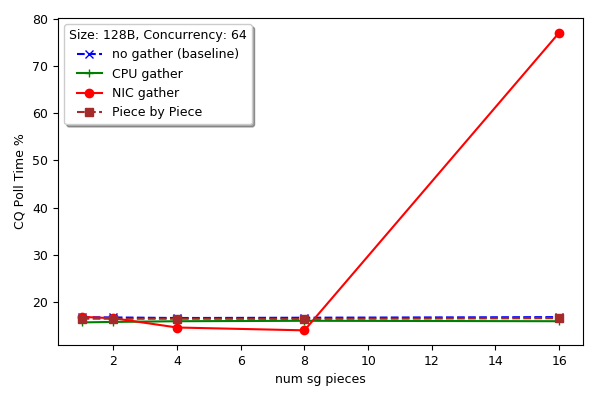 Size: 128B, Concurrency: 64
no gather (baseline)
CPU gather
NIC gather
Piece by Piece
CQ Poll Time %
80
70
60
50
40
30
20
2 4 6 8 10 12 14 16
num sg pieces